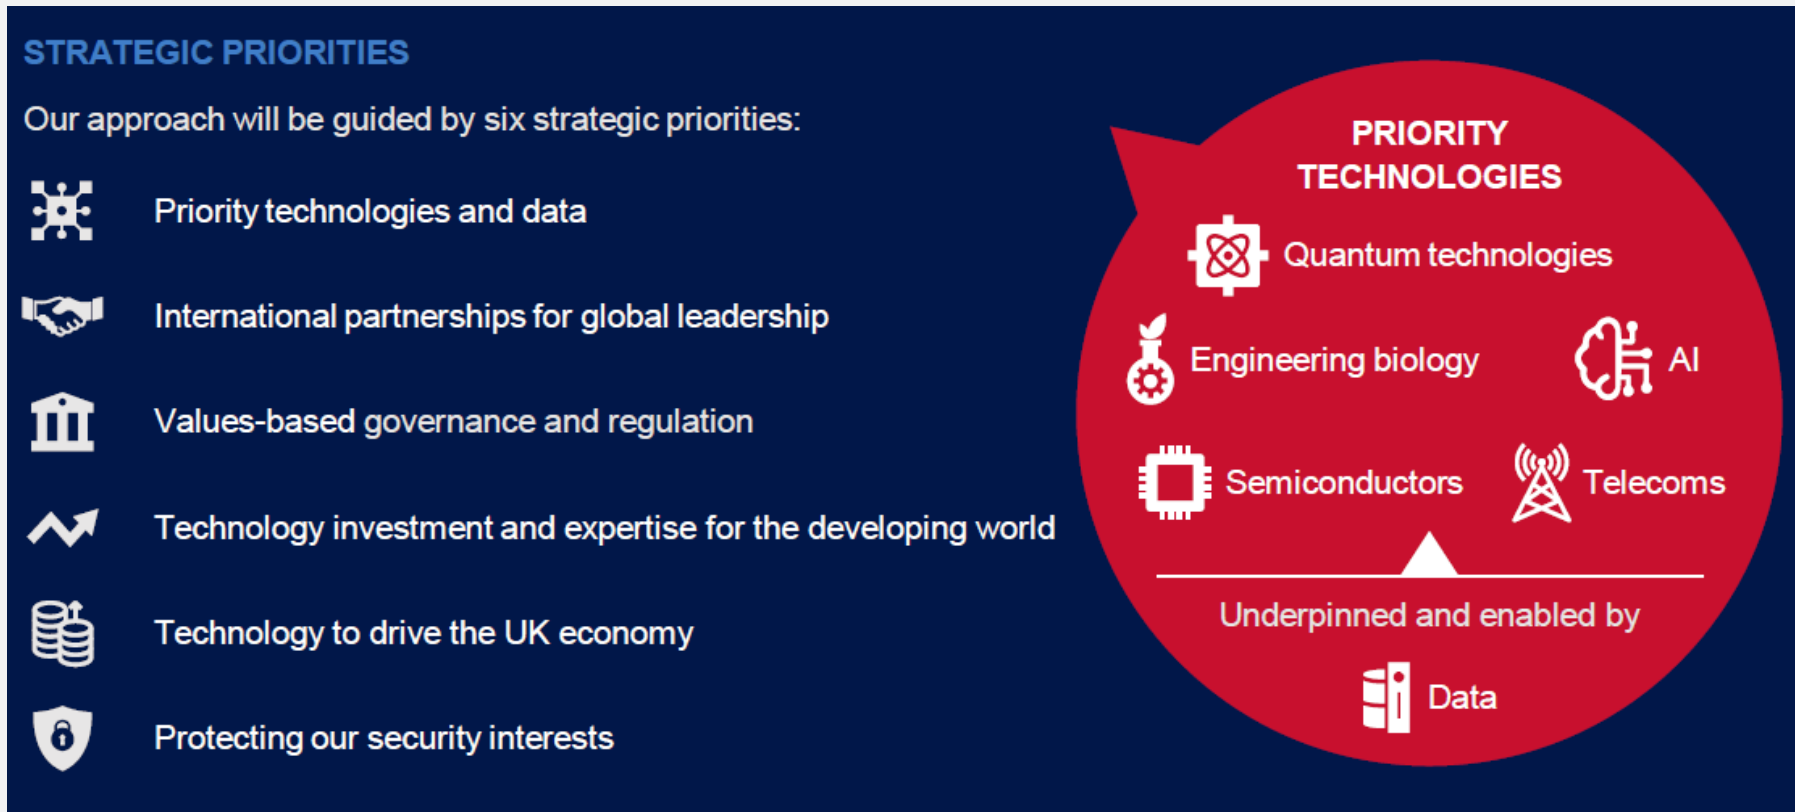 STRATEGIC PRIORITIES
Our approach will be guided by six strategic priorities:
Priority technologies and data
International partnerships for global leadership
Values-based governance and regulation
Technology investment and expertise for the developing world
Technology to drive the UK economy
Protecting our security interests
PRIORITY
TECHNOLOGIES
Quantum technologies
Engineering biology
AI
Semiconductors
Telecoms
Underpinned and enabled by
Data